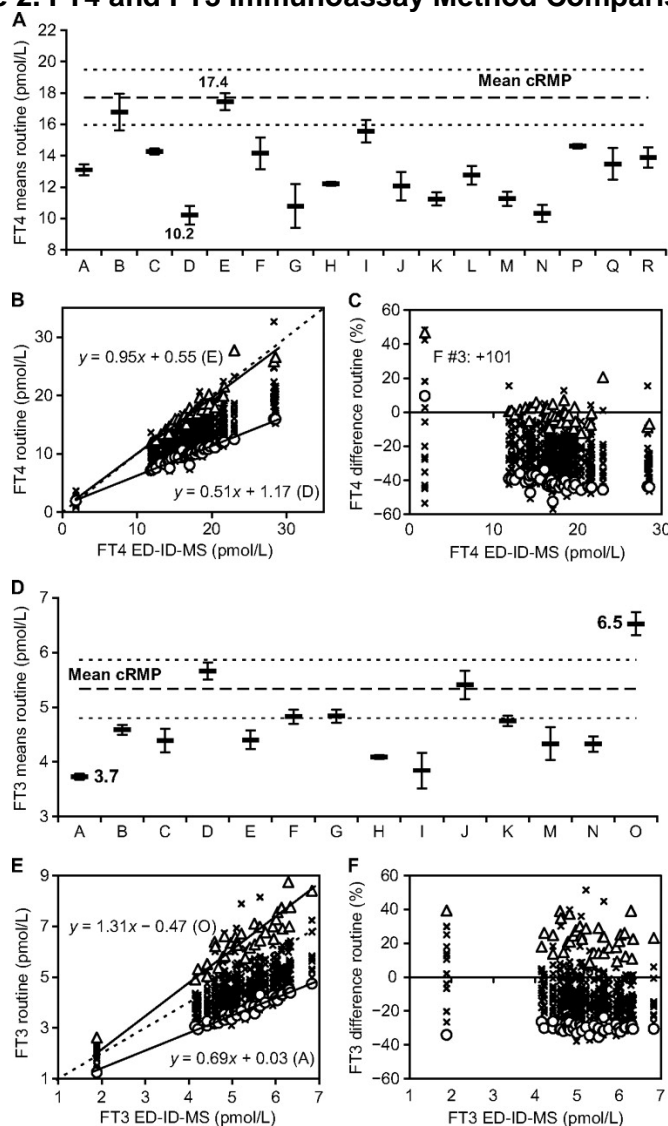 e 2. FT4 and FT3 Immunoassay Method Comparis
A
FT4 means routine (pmol/L)
22
20
18
16
14
12
10
8
17.4
Mean cRMP
10.2
A B C D E F G H I J K L M N P Q R
B
FT4 routine (pmol/L)
30
20
10
0
y = 0.95x + 0.55 (E)
y = 0.51x + 1.17 (D)
0 10 20 30
FT4 ED-ID-MS (pmol/L)
C
FT4 difference routine (%)
60
40
20
0
−20
−40
−60
F #3: +101
0 10 20 30
FT4 ED-ID-MS (pmol/L)
D
FT3 means routine (pmol/L)
7
6
5
4
3
6.5
Mean cRMP
3.7
A B C D E F G H I J K M N O
E
FT3 routine (pmol/L)
9
7
5
3
1
y = 1.31x − 0.47 (O)
y = 0.69x + 0.03 (A)
1 2 3 4 5 6 7
FT3 ED-ID-MS (pmol/L)
F
FT3 difference routine (%)
60
40
20
0
−20
−40
−60
1 2 3 4 5 6 7
FT3 ED-ID-MS (pmol/L)